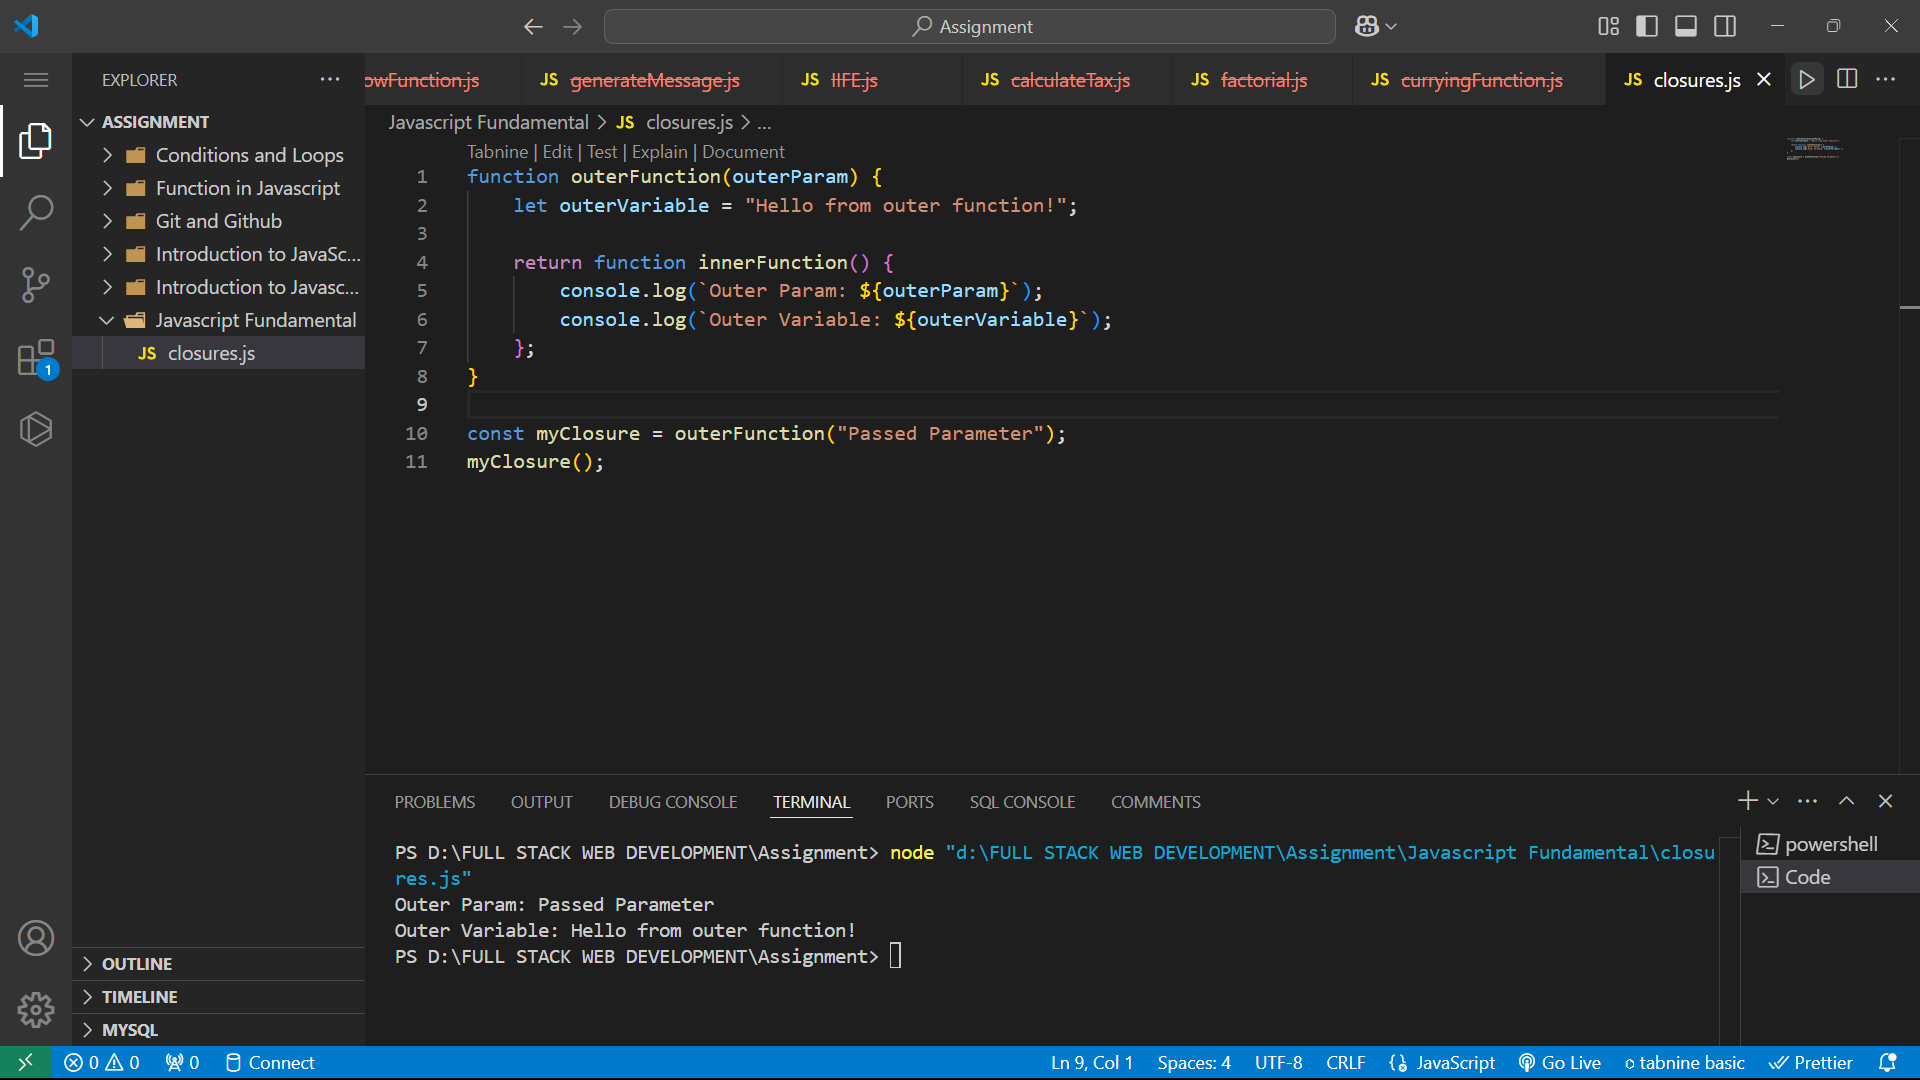 Assignment
EXPLORER
owFunction.js
JS generateMessage.js
JS IIFE.js
JS calculateTax.js
JS factorial.js
JS curryingFunction.js
JS closures.js
ASSIGNMENT
Conditions and Loops
Function in Javascript
Git and Github
Introduction to JavaSc...
Introduction to Javasc...
Javascript Fundamental
JS closures.js
1
Javascript Fundamental > JS closures.js > ...
Tabnine | Edit | Test | Explain | Document
1 function outerFunction(outerParam) {
2 let outerVariable = "Hello from outer function!";
3
4 return function innerFunction() {
5 console.log(`Outer Param: ${outerParam}`);
6 console.log(`Outer Variable: ${outerVariable}`);
7 };
8 }
9
10 const myClosure = outerFunction("Passed Parameter");
11 myClosure();
PROBLEMS OUTPUT DEBUG CONSOLE TERMINAL PORTS SQL CONSOLE COMMENTS
PS D:\FULL STACK WEB DEVELOPMENT\Assignment> node "d:\FULL STACK WEB DEVELOPMENT\Assignment\Javascript Fundamental\closu
res.js"
Outer Param: Passed Parameter
Outer Variable: Hello from outer function!
PS D:\FULL STACK WEB DEVELOPMENT\Assignment>
powershell
Code
OUTLINE
TIMELINE
MYSQL
0 0 0 Connect
Ln 9, Col 1 Spaces: 4 UTF-8 CRLF JavaScript Go Live tabnine basic Prettier